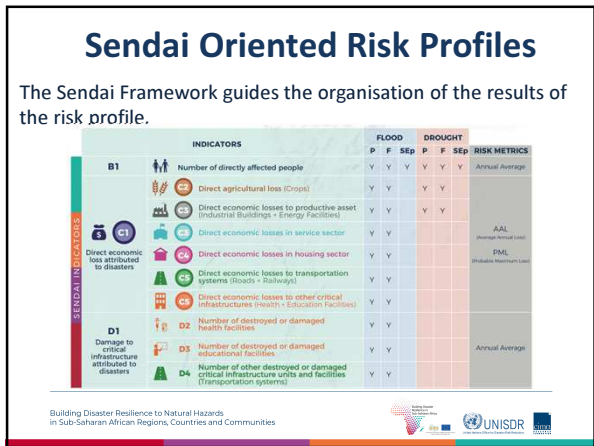 Sendai Oriented Risk Profiles
The Sendai Framework guides the organisation of the results of
the risk profile.
INDICATORS
FLOOD
DROUGHT
P F SEp P F SEp RISK METRICS
SENDAI INDICATORS
B1 Number of directly affected people Y Y Y Y Y Y Annual Average
C2 Direct agricultural loss (Crops) Y Y Y Y
C3 Direct economic losses to productive asset
(Industrial Buildings + Energy Facilities) Y Y Y Y
$ C1
Direct economic
loss attributed
to disasters
C3 Direct economic losses in service sector Y Y
AAL
(Average Annual Loss)
PML
(Probable Maximum Loss)
C4 Direct economic losses in housing sector Y Y
C5 Direct economic losses to transportation
systems (Roads + Railways) Y Y
C5 Direct economic losses to other critical
infrastructures (Health + Education Facilities) Y Y
D1
Damage to
critical
infrastructure
attributed to
disasters
D2 Number of destroyed or damaged
health facilities Y Y
D3 Number of destroyed or damaged
educational facilities Y Y
Annual Average
D4 Number of other destroyed or damaged
critical infrastructure units and facilities
(Transportation systems) Y Y
Building Disaster Resilience to Natural Hazards
in Sub-Saharan African Regions, Countries and Communities
UNISDR